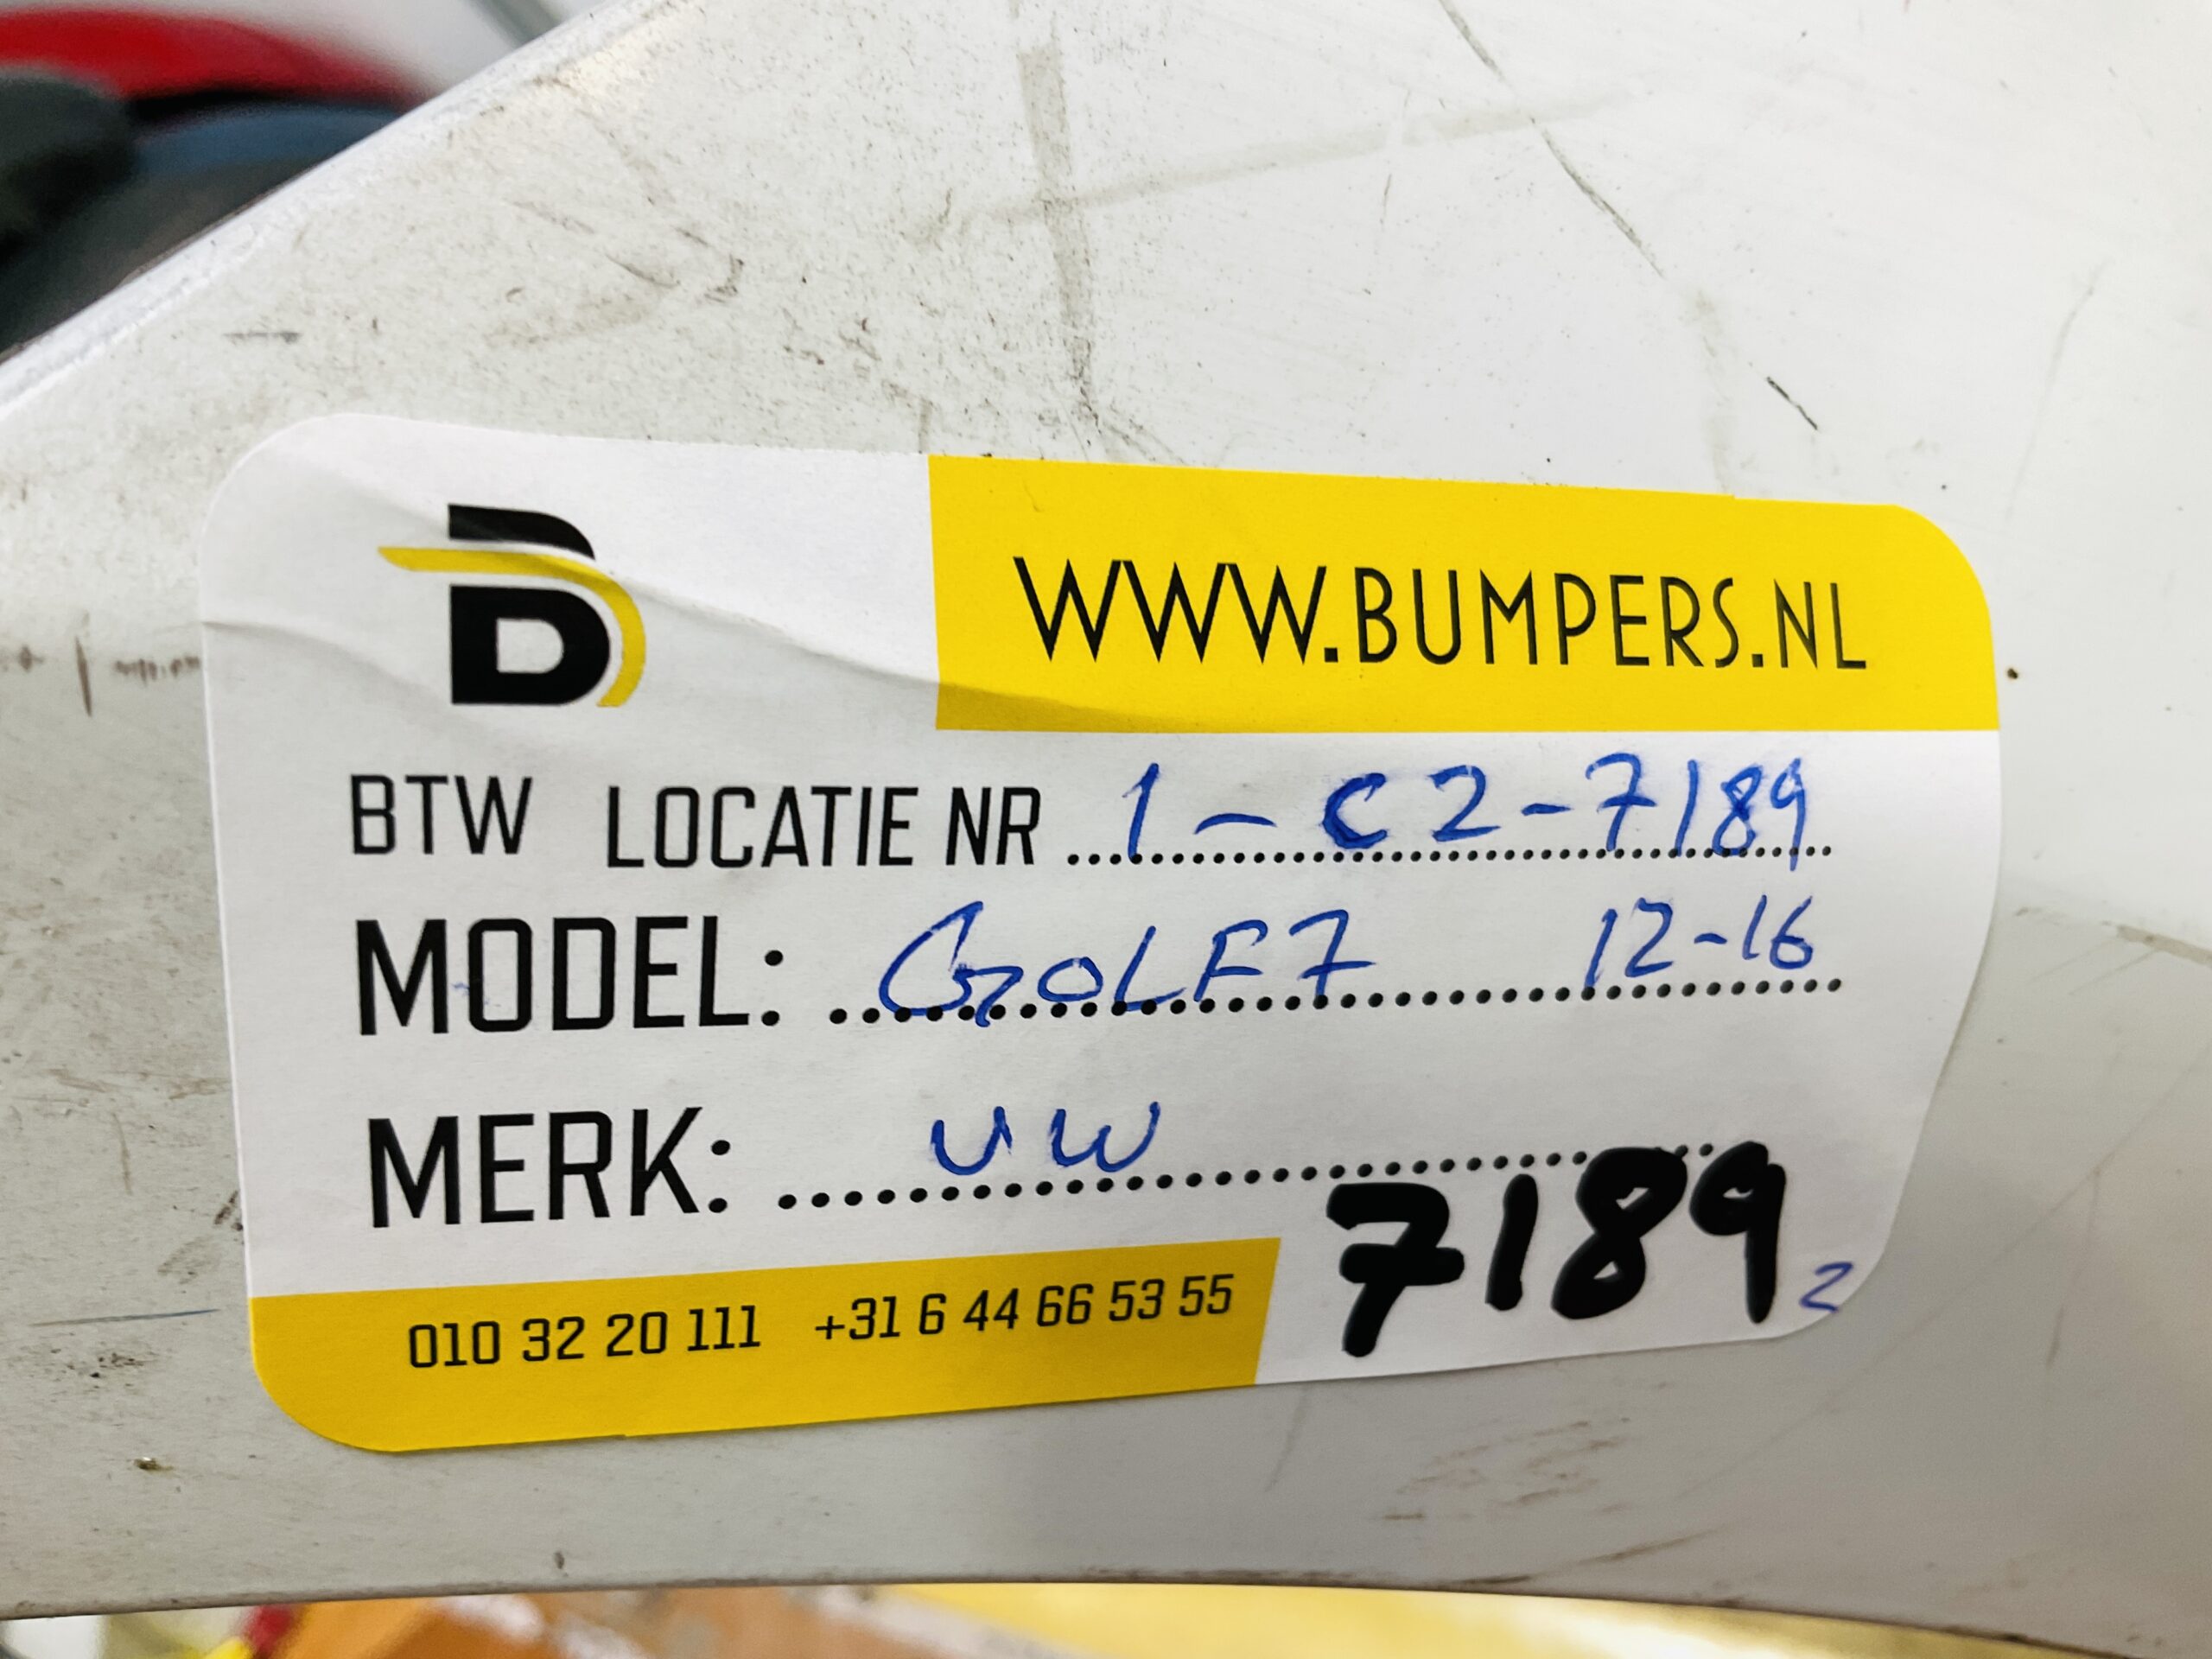 B
WWW.BUMPERS.NL
BTW LOCATIE NR 1-C2-7189
MODEL: GOLF7 12-16
MERK: VW
7189 2
010 32 20 111 +31 6 44 66 53 55